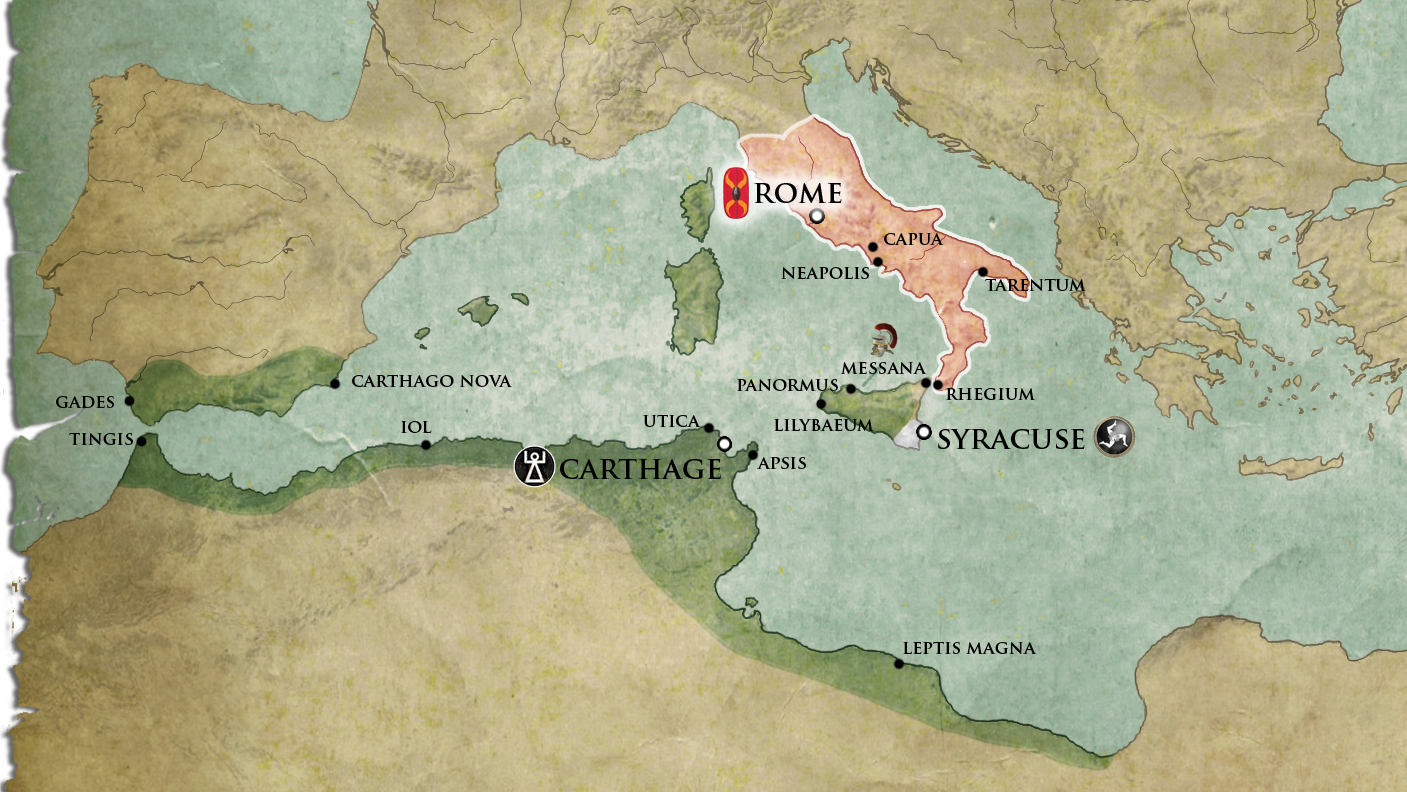 ROME
CAPUA
NEAPOLIS
TARENTUM
MESSANA
CARTHAGO NOVA
PANORMUS
RHEGIUM
GADES
UTICA
LILYBAEUM
IOL
TINGIS
SYRACUSE
CARTHAGE
APSIS
LEPTIS MAGNA